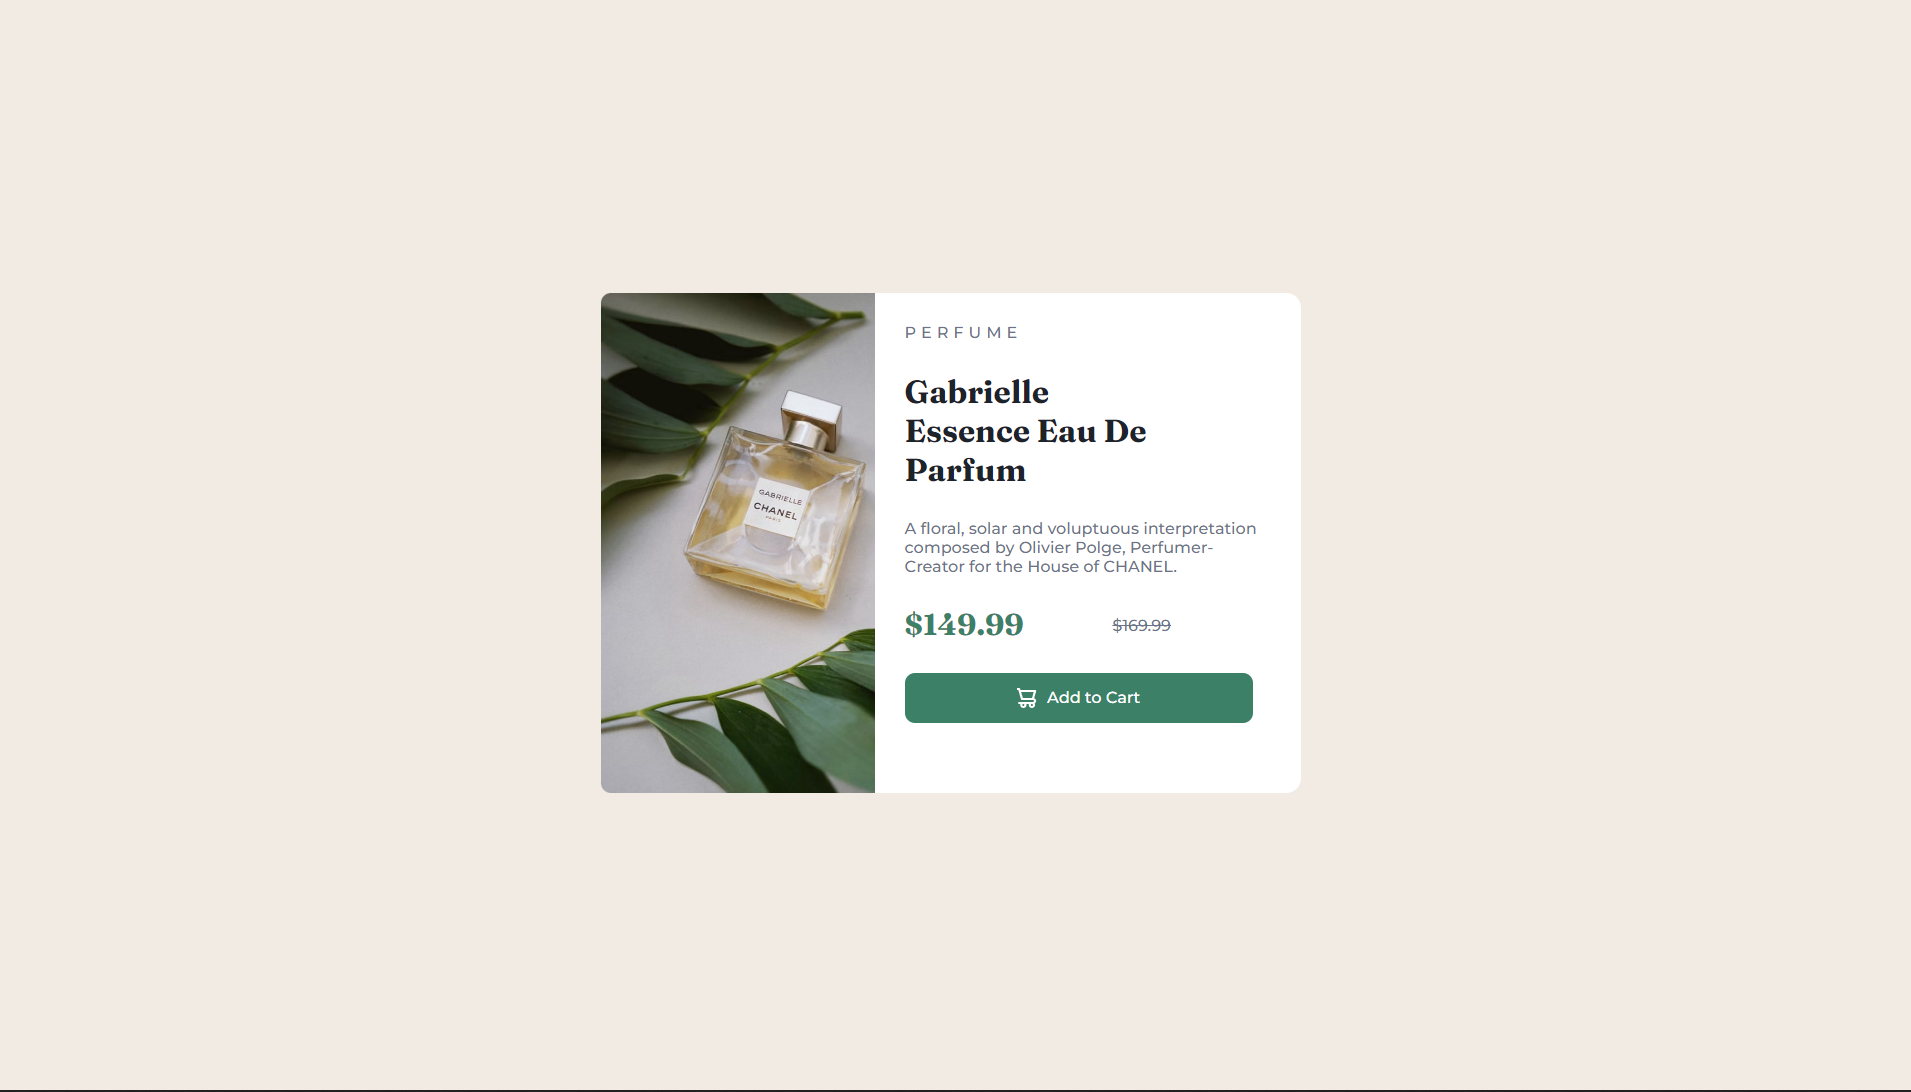 PERFUME
Gabrielle
Essence Eau De
Parfum
A floral, solar and voluptuous interpretation
composed by Olivier Polge, Perfumer-
Creator for the House of CHANEL.
$149.99 $169.99
Add to Cart
GABRIELLE
CHANEL
PARIS